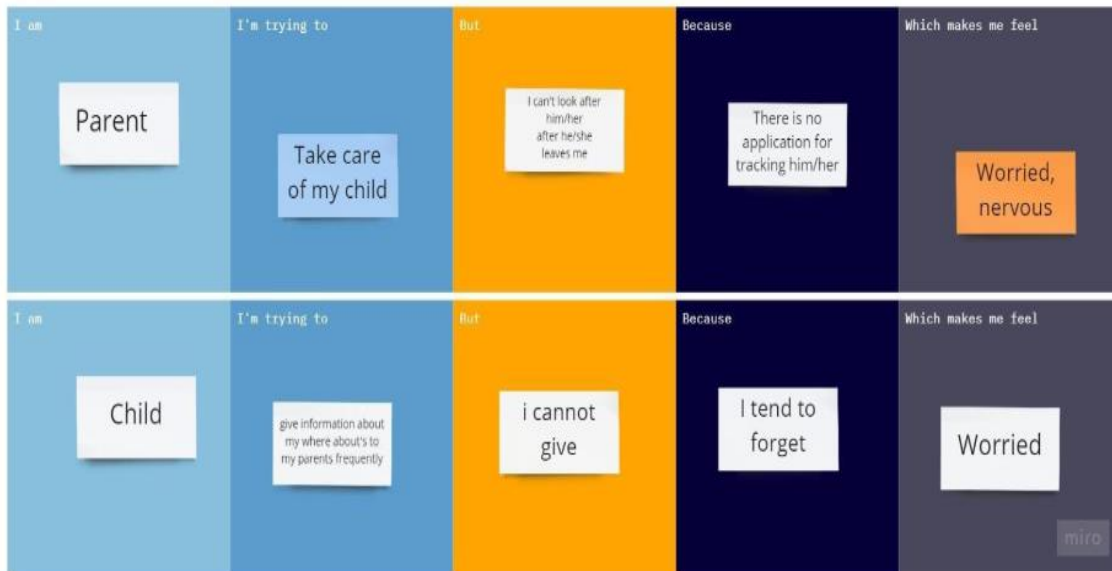 I am
I'm trying to
But
Because
Which makes me feel
Parent
Take care
of my child
I can't look after
him/her
after he/she
leaves me
There is no
application for
tracking him/her
Worried,
nervous
I am
I'm trying to
But
Because
Which makes me feel
Child
give information about
my where about's to
my parents frequently
i cannot
give
I tend to
forget
Worried
miro